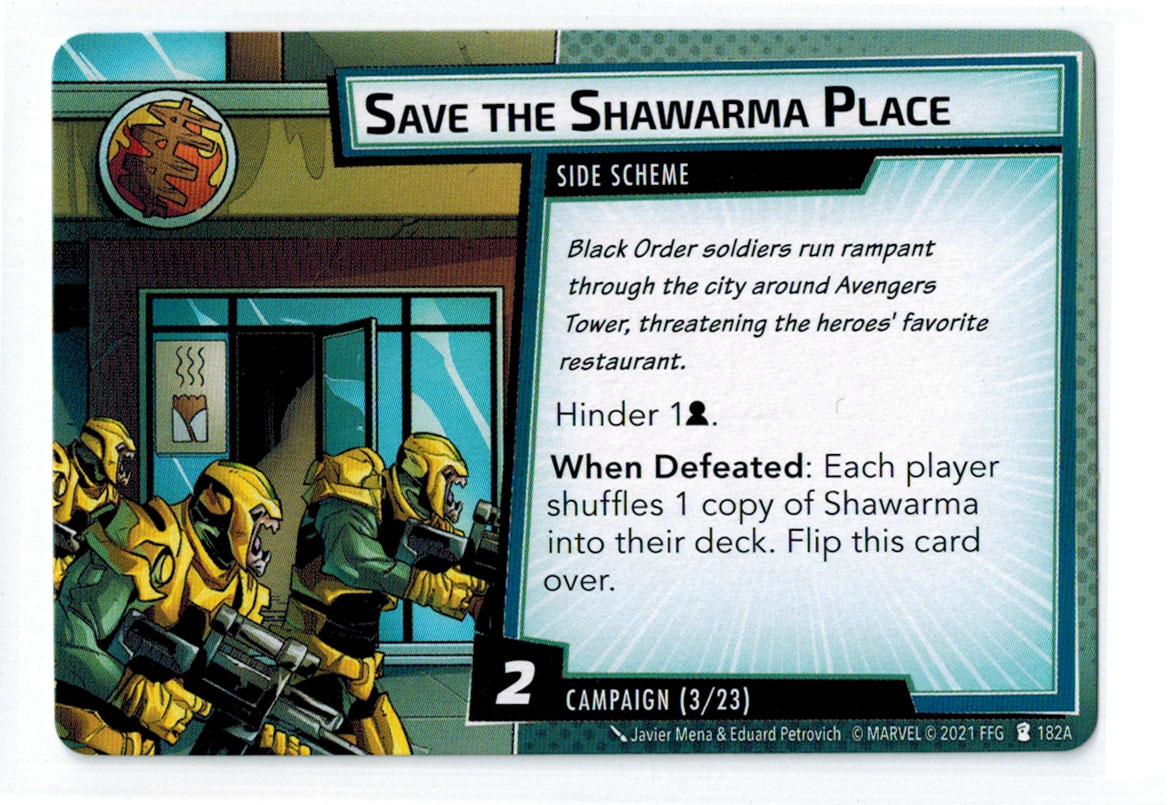 SAVE THE SHAWARMA PLACE
SIDE SCHEME
Black Order soldiers run rampant
through the city around Avengers
Tower, threatening the heroes' favorite
restaurant.
Hinder 1.
When Defeated: Each player
shuffles 1 copy of Shawarma
into their deck. Flip this card
over.
2
CAMPAIGN (3/23)
Javier Mena & Eduard Petrovich © MARVEL © 2021 FFG 182A